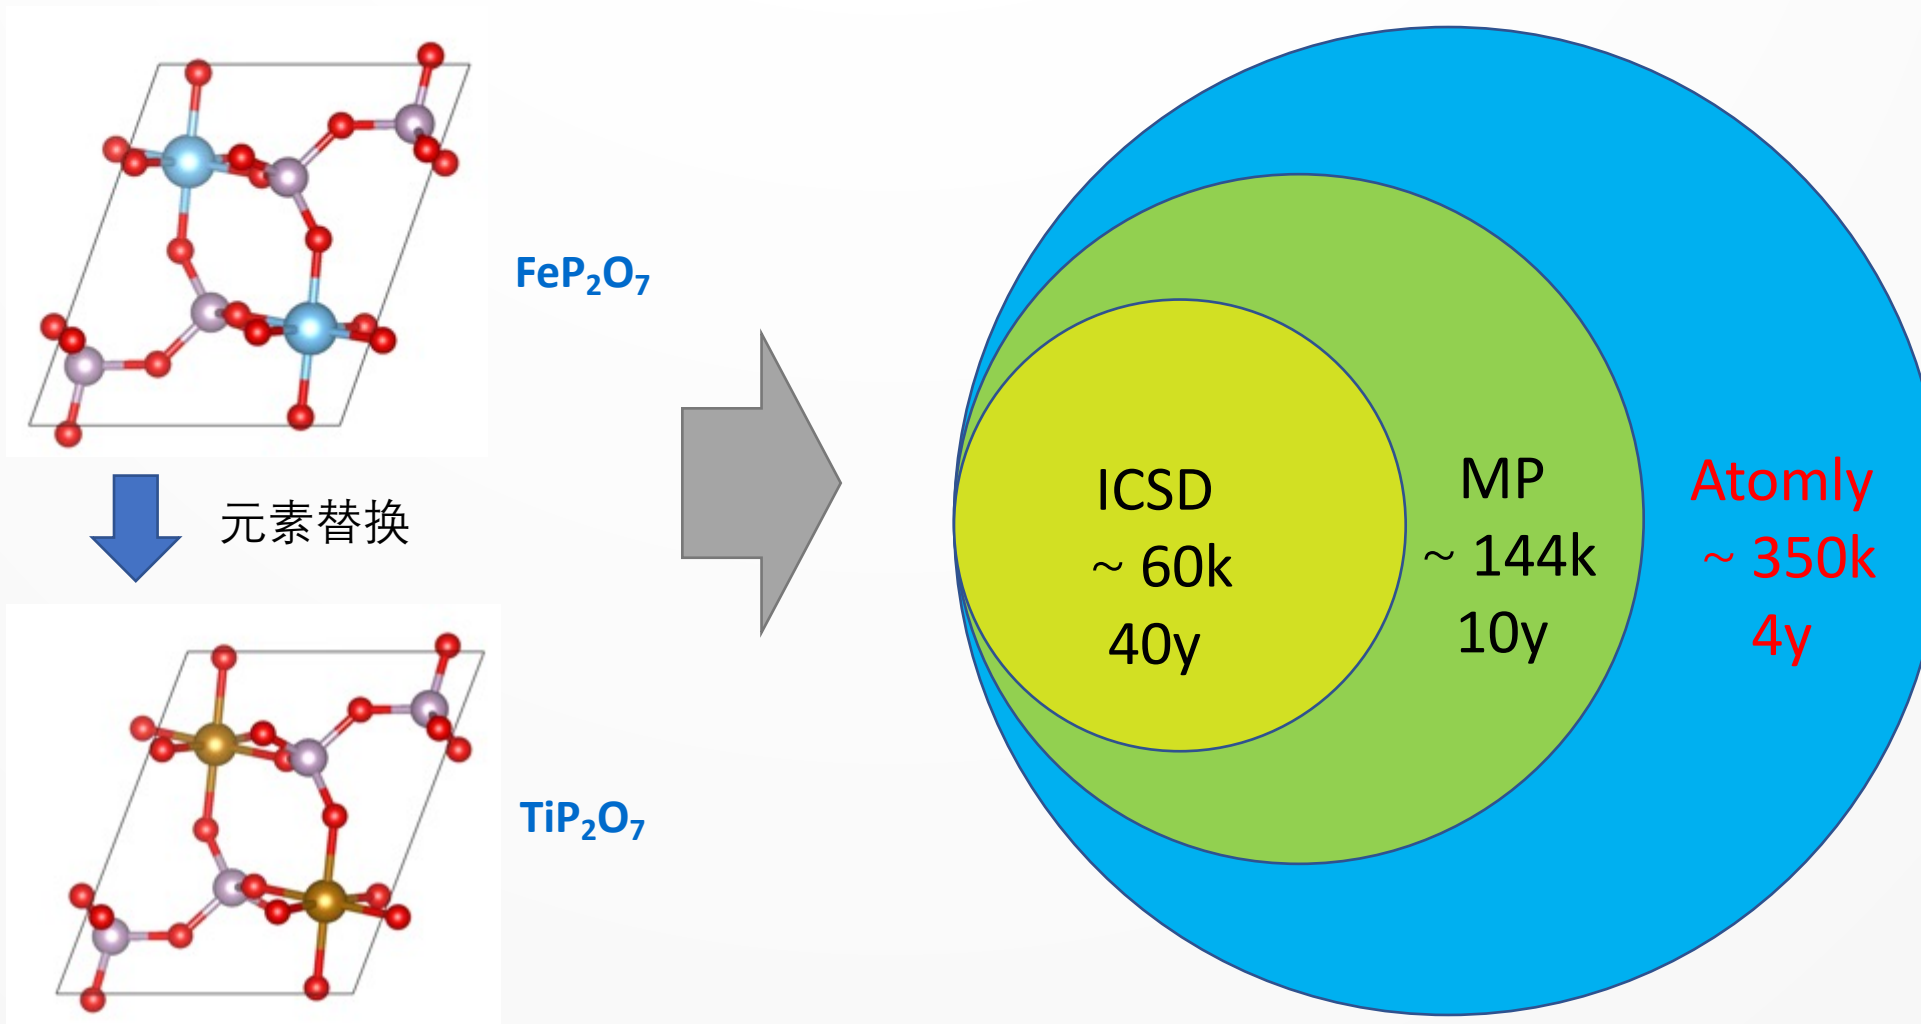 FeP₂O₇
元素替换
TiP₂O₇
ICSD
~ 60k
40y
MP
~ 144k
10y
Atomly
~ 350k
4y